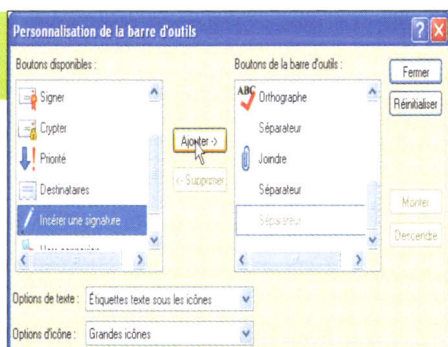 Personnalisation de la barre d'outils
Boutons disponibles :
Signer
Crypter
Priorité
Destinataires
Insérer une signature
Ajouter ->
<- Supprimer
Boutons de la barre d'outils :
ABC
Orthographe
Séparateur
Joindre
Séparateur
Séparateur
Fermer
Réinitialiser
Monter
Descendre
Options de texte : Étiquettes texte sous les icônes
Options d'icône : Grandes icônes